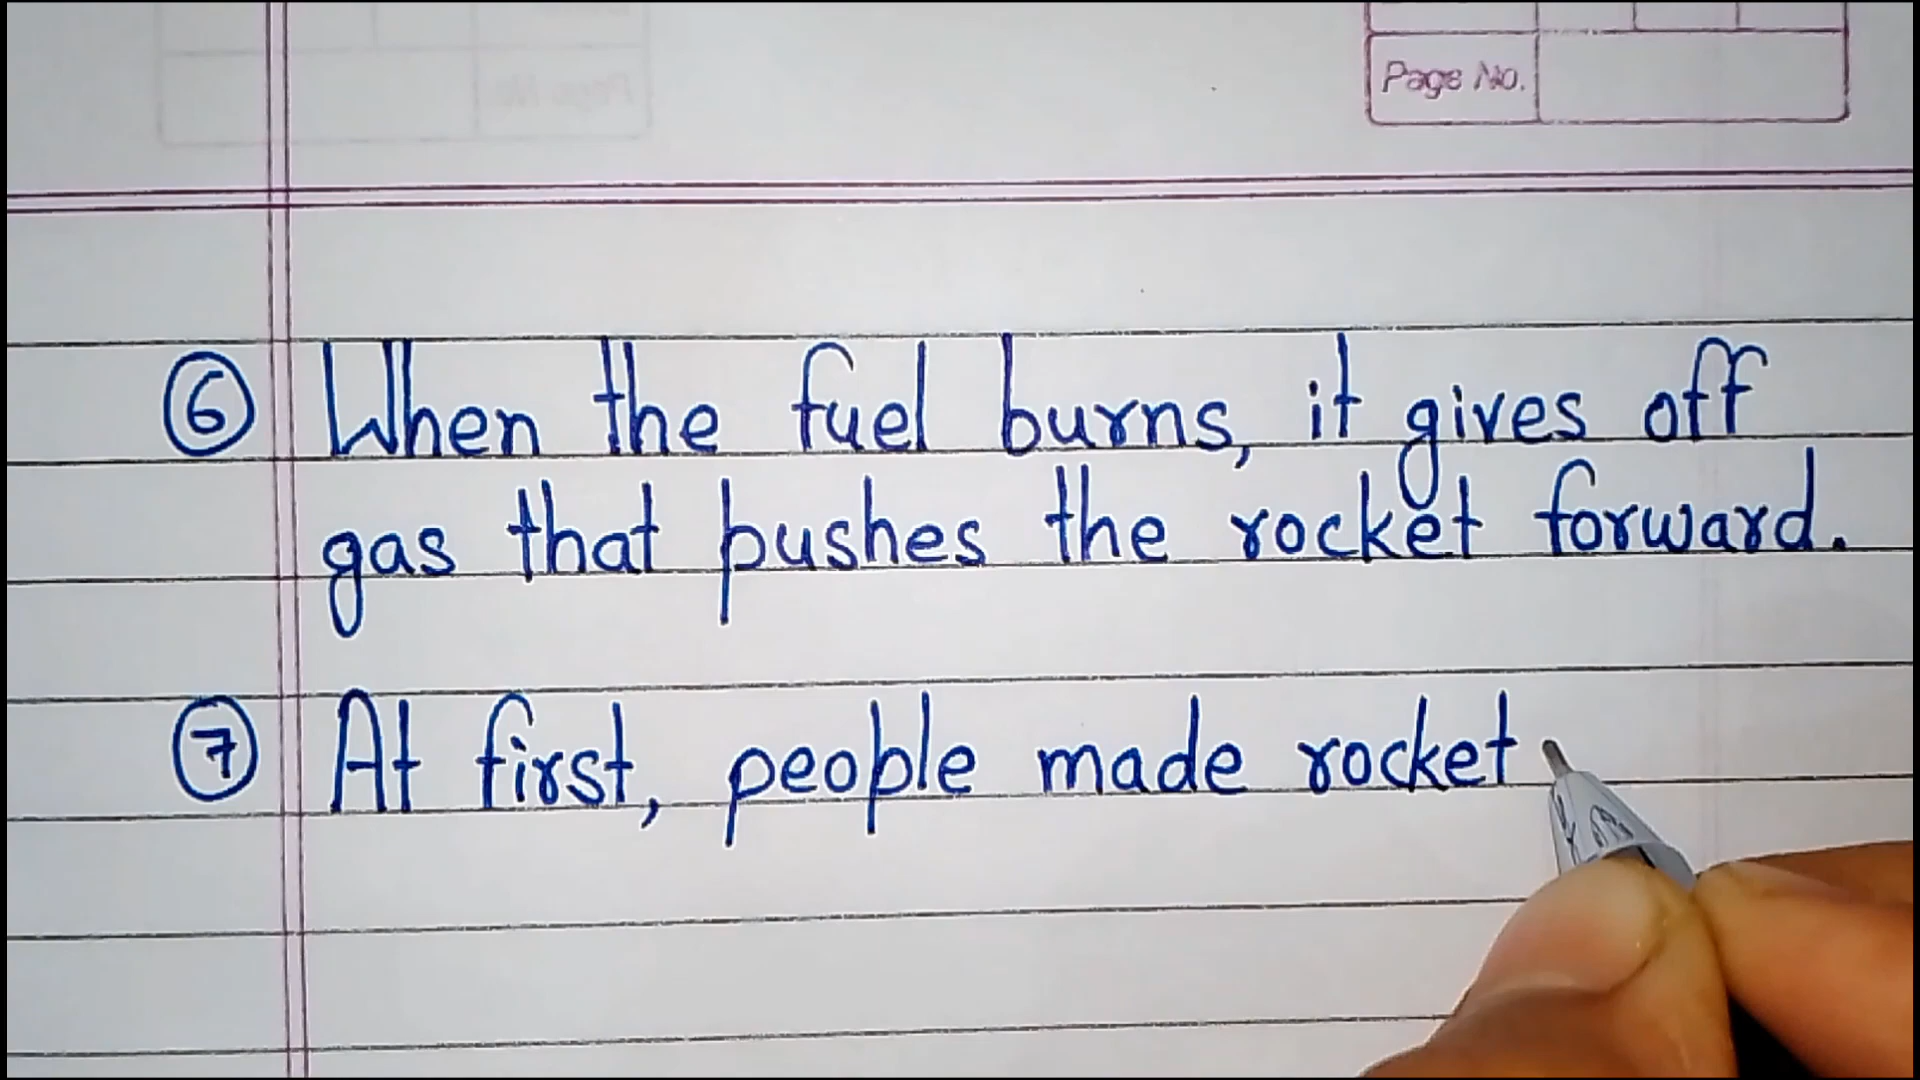 Page No.
6 When the fuel burns, it gives off
gas that pushes the rocket forward.
7 At first, people made rocket